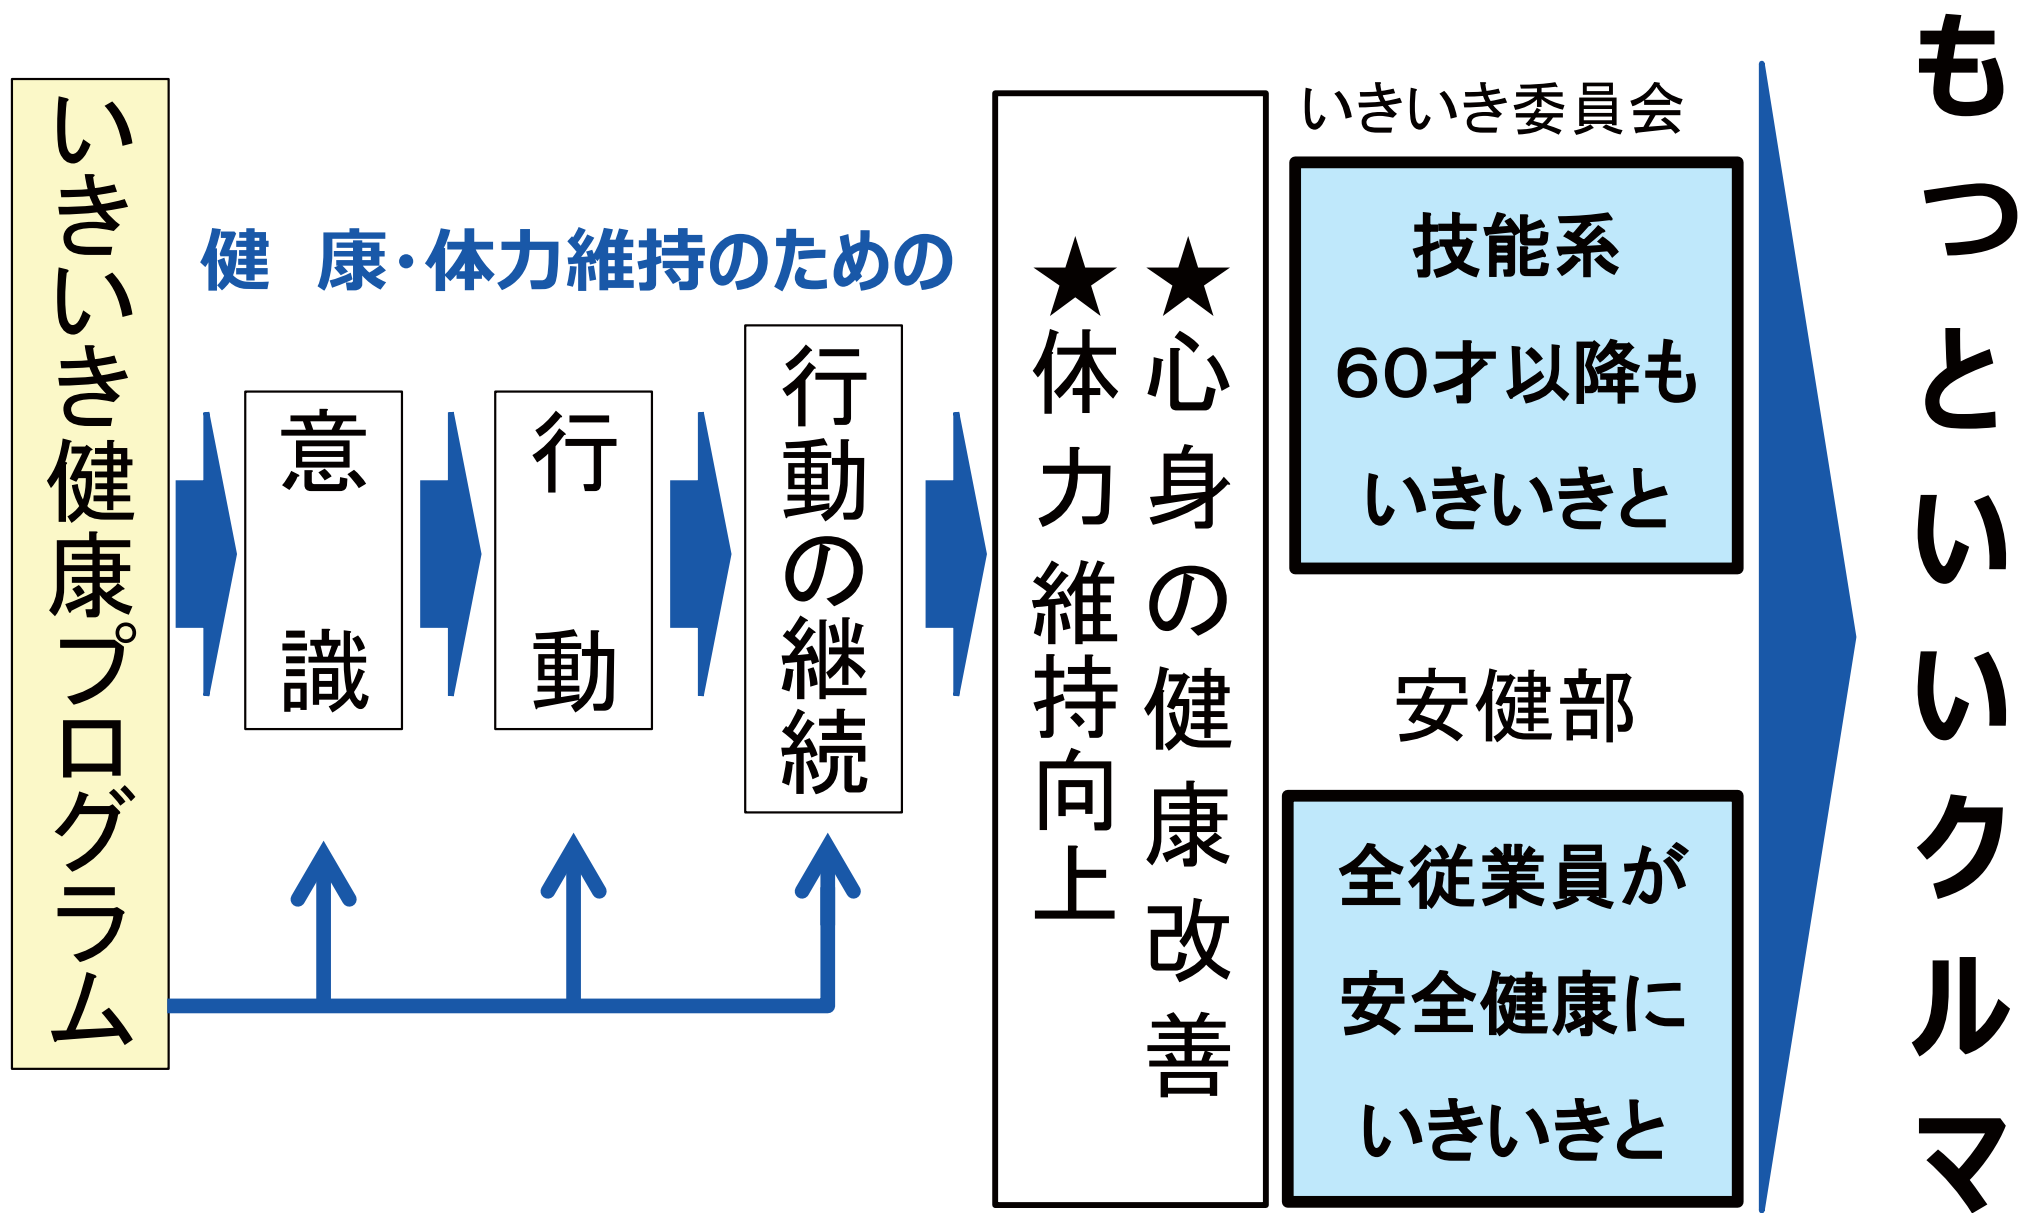 いきいき健康プログラム
健　康・体力維持のための
意　識
行　動
行動の継続
★心身の健康改善
★体力維持向上
いきいき委員会
技能系
60才以降も
いきいきと
安健部
全従業員が
安全健康に
いきいきと
もっといいクルマ